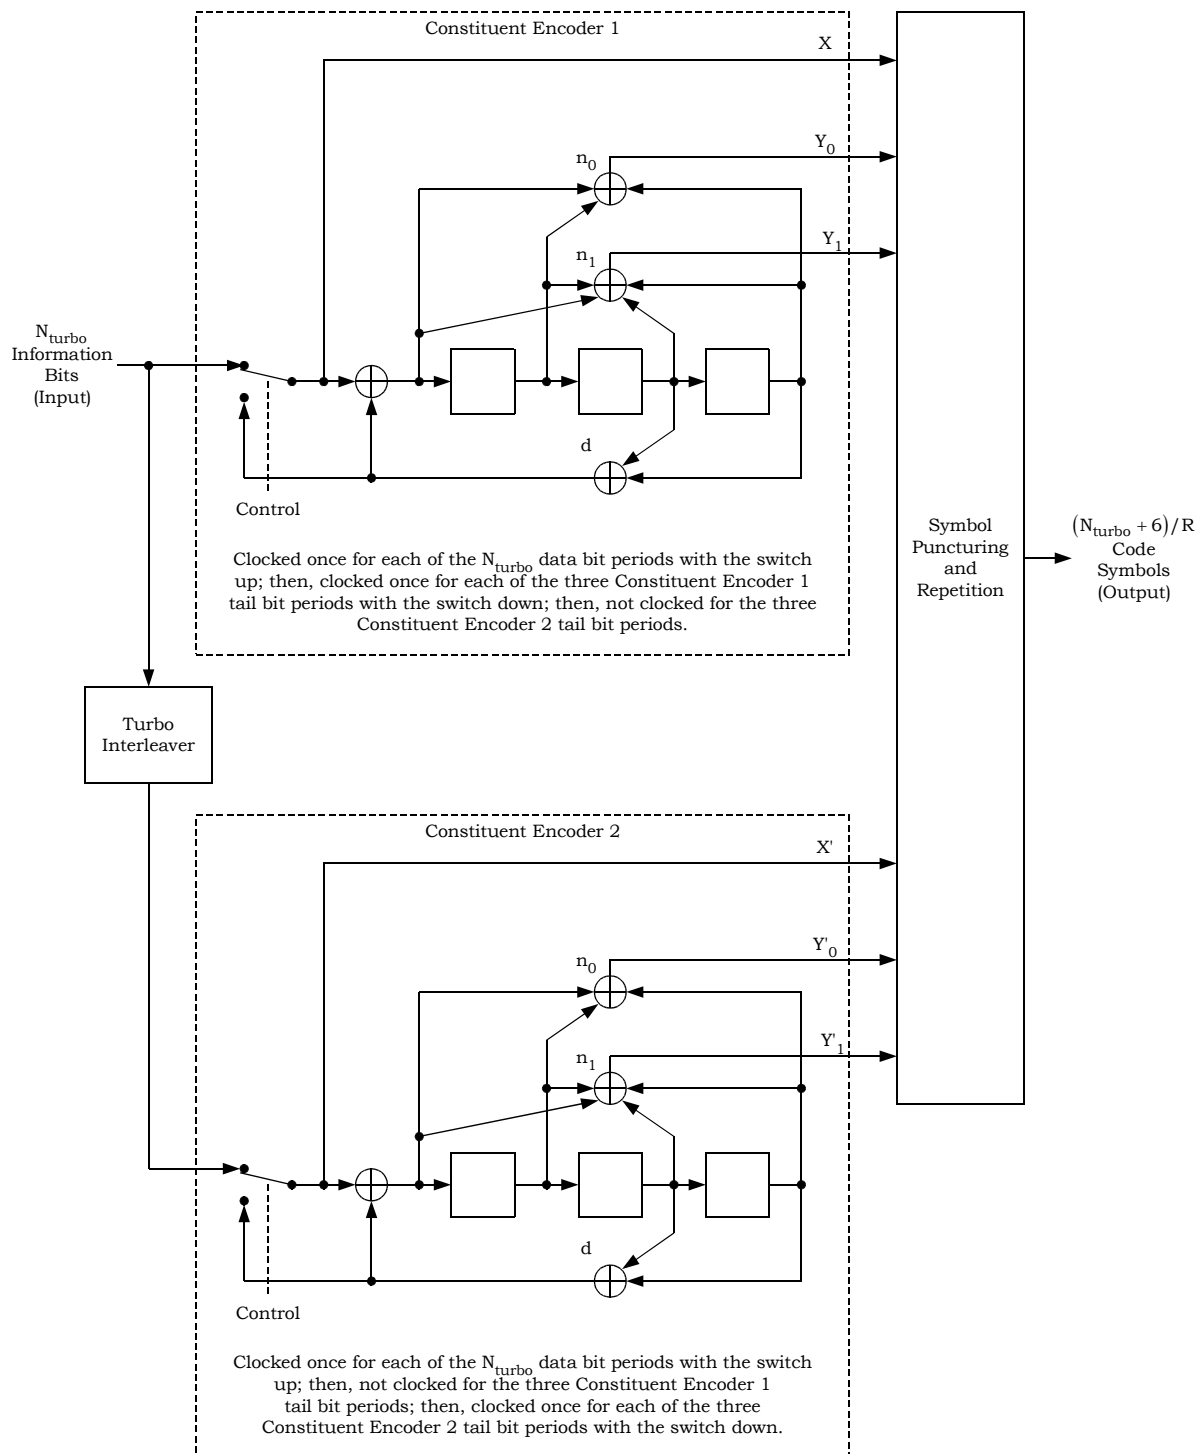 Constituent Encoder 1
X
Y0
n0
Y1
n1
Nturbo
Information
Bits
(Input)
d
Control
Clocked once for each of the Nturbo data bit periods with the switch
up; then, clocked once for each of the three Constituent Encoder 1
tail bit periods with the switch down; then, not clocked for the three
Constituent Encoder 2 tail bit periods.
Symbol
Puncturing
and
Repetition
(Nturbo + 6)/R
Code
Symbols
(Output)
Turbo
Interleaver
Constituent Encoder 2
X'
Y'0
n0
Y'1
n1
d
Control
Clocked once for each of the Nturbo data bit periods with the switch
up; then, not clocked for the three Constituent Encoder 1
tail bit periods; then, clocked once for each of the three
Constituent Encoder 2 tail bit periods with the switch down.